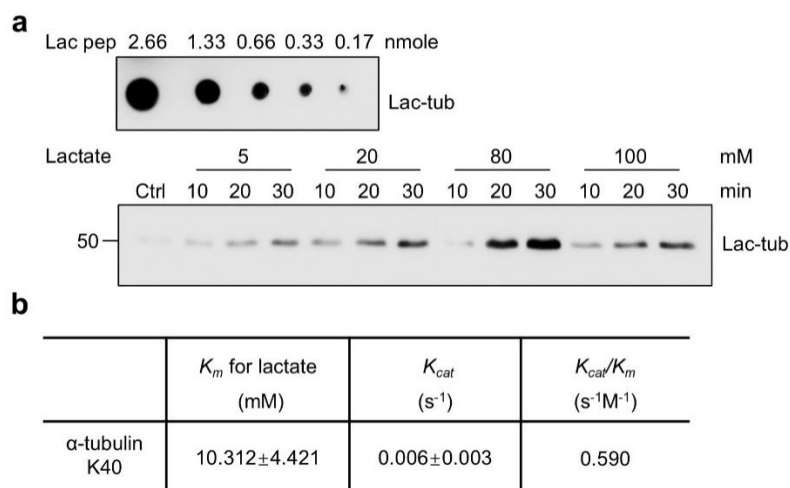 a
Lac pep 2.66 1.33 0.66 0.33 0.17 nmole
Lac-tub
Lactate 5 20 80 100 mM
Ctrl 10 20 30 10 20 30 10 20 30 10 20 30 min
50 Lac-tub
b
K_m for lactate (mM) K_cat (s⁻¹) K_cat/K_m (s⁻¹M⁻¹)
α-tubulin K40 10.312±4.421 0.006±0.003 0.590